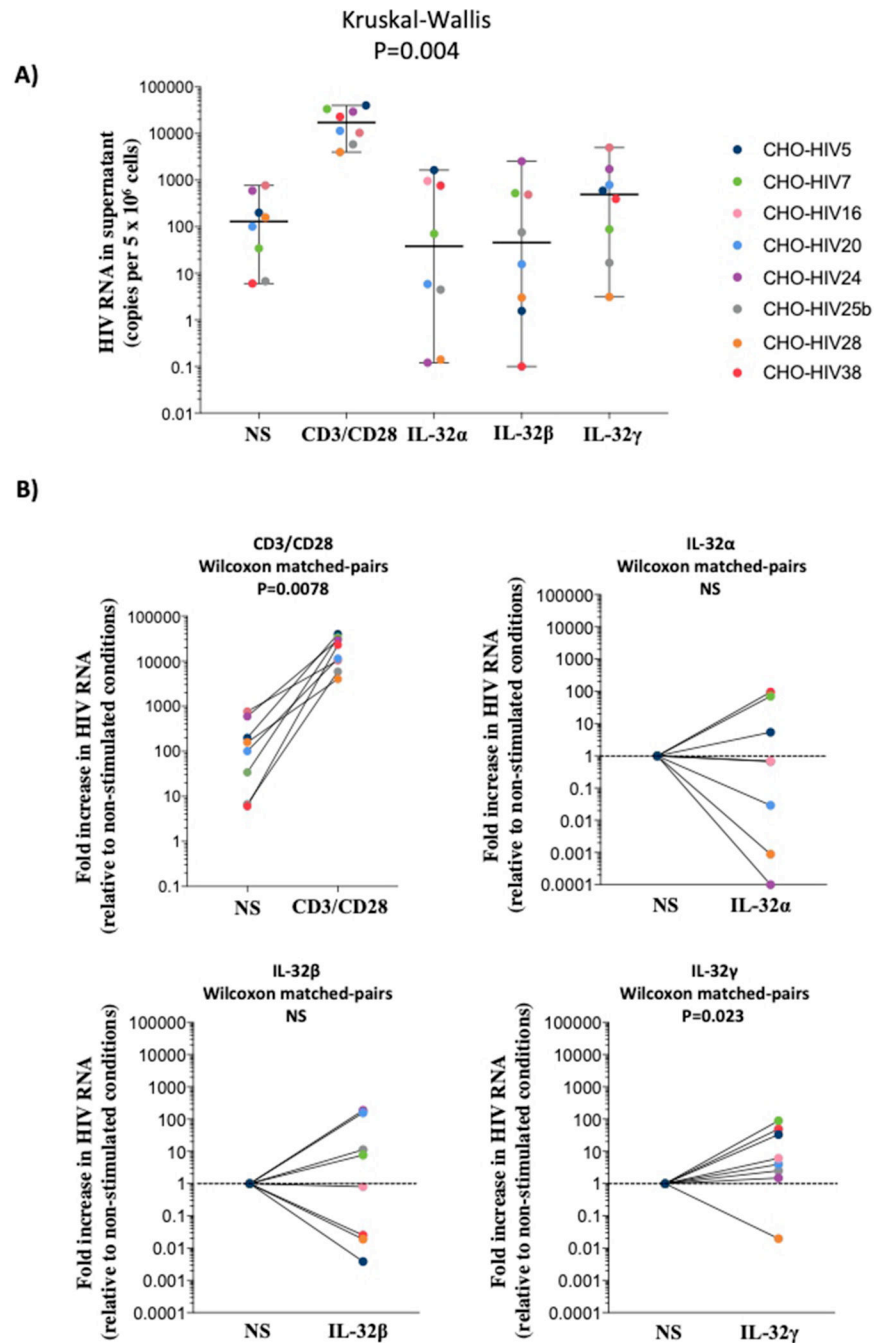 Kruskal-Wallis
P=0.004
A)
HIV RNA in supernatant
(copies per 5 x 10⁶ cells)
100000
10000
1000
100
10
1
0.1
0.01
NS
CD3/CD28
IL-32α
IL-32β
IL-32γ
CHO-HIV5
CHO-HIV7
CHO-HIV16
CHO-HIV20
CHO-HIV24
CHO-HIV25b
CHO-HIV28
CHO-HIV38
B)
CD3/CD28
Wilcoxon matched-pairs
P=0.0078
Fold increase in HIV RNA
(relative to non-stimulated conditions)
100000
10000
1000
100
10
1
0.1
NS
CD3/CD28
IL-32α
Wilcoxon matched-pairs
NS
Fold increase in HIV RNA
(relative to non-stimulated conditions)
100000
10000
1000
100
10
1
0.1
0.01
0.001
0.0001
NS
IL-32α
IL-32β
Wilcoxon matched-pairs
NS
Fold increase in HIV RNA
(relative to non-stimulated conditions)
100000
10000
1000
100
10
1
0.1
0.01
0.001
0.0001
NS
IL-32β
IL-32γ
Wilcoxon matched-pairs
P=0.023
Fold increase in HIV RNA
(relative to non-stimulated conditions)
100000
10000
1000
100
10
1
0.1
0.01
0.001
0.0001
NS
IL-32γ